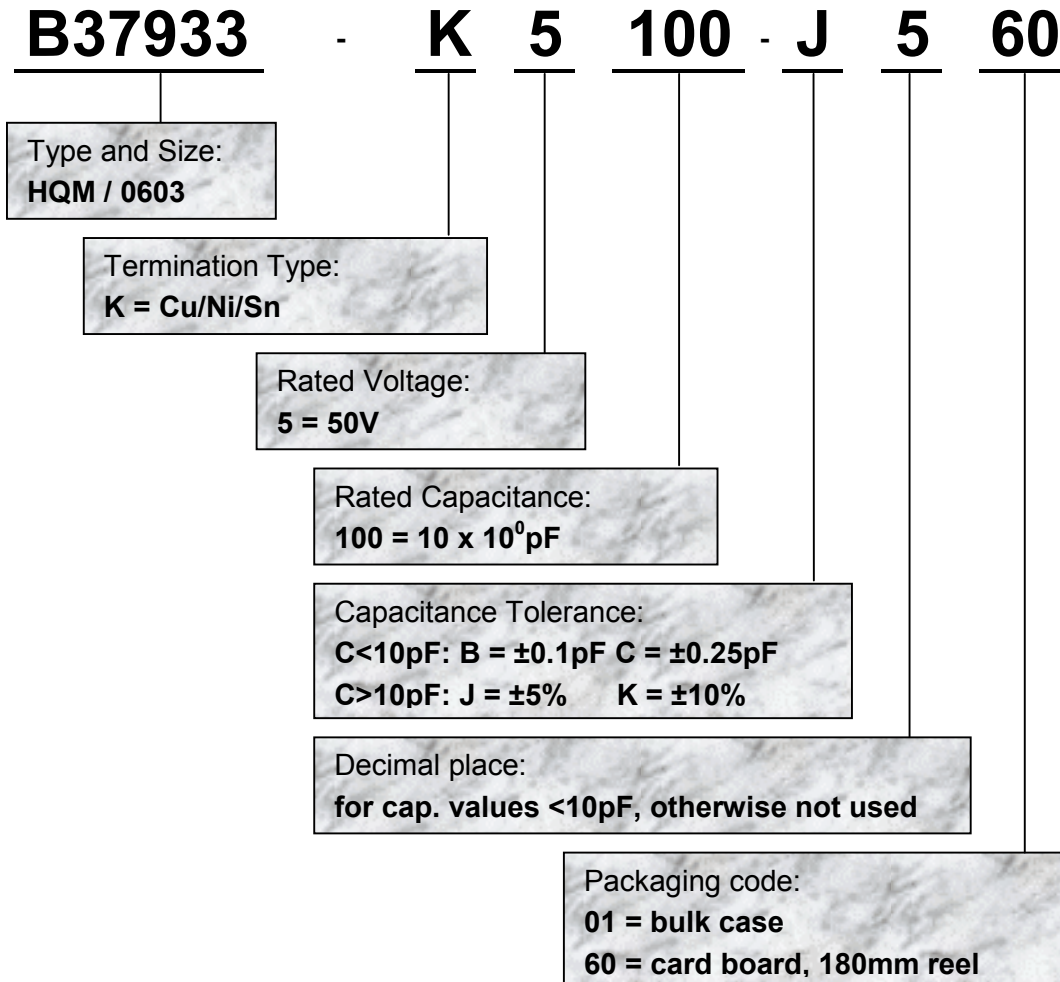 B37933 - K 5 100 - J 5 60
Type and Size:
HQM / 0603
Termination Type:
K = Cu/Ni/Sn
Rated Voltage:
5 = 50V
Rated Capacitance:
100 = 10 x 10⁰pF
Capacitance Tolerance:
C<10pF: B = ±0.1pF C = ±0.25pF
C>10pF: J = ±5% K = ±10%
Decimal place:
for cap. values <10pF, otherwise not used
Packaging code:
01 = bulk case
60 = card board, 180mm reel